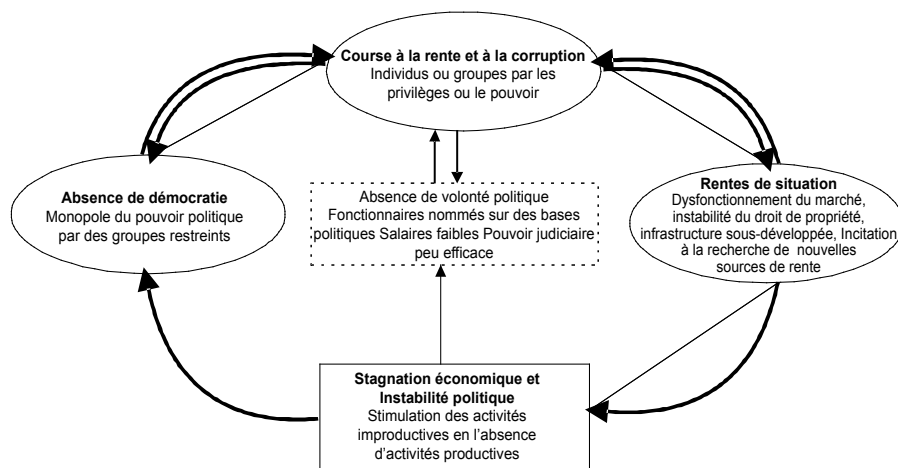 Course à la rente et à la corruption
Individus ou groupes par les
privilèges ou le pouvoir
Absence de démocratie
Monopole du pouvoir politique
par des groupes restreints
Absence de volonté politique
Fonctionnaires nommés sur des bases
politiques Salaires faibles Pouvoir judiciaire
peu efficace
Rentes de situation
Dysfonctionnement du marché,
instabilité du droit de propriété,
infrastructure sous-développée, Incitation
à la recherche de nouvelles
sources de rente
Stagnation économique et
Instabilité politique
Stimulation des activités
improductives en l'absence
d'activités productives